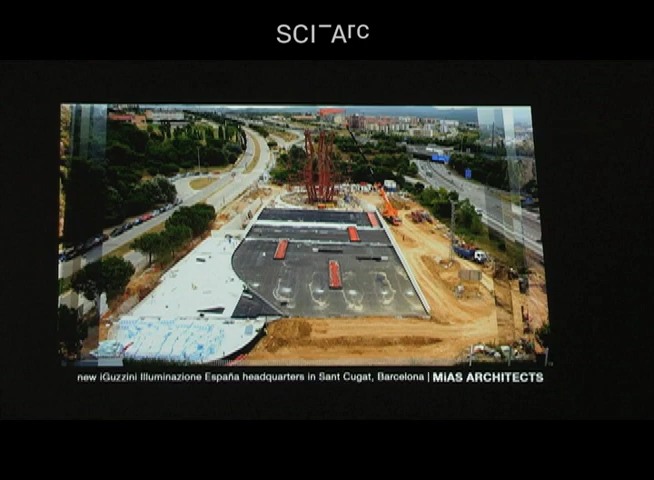 SCI-Arc
new iGuzzini Illuminazione España headquarters in Sant Cugat, Barcelona | MiAS ARCHITECTS